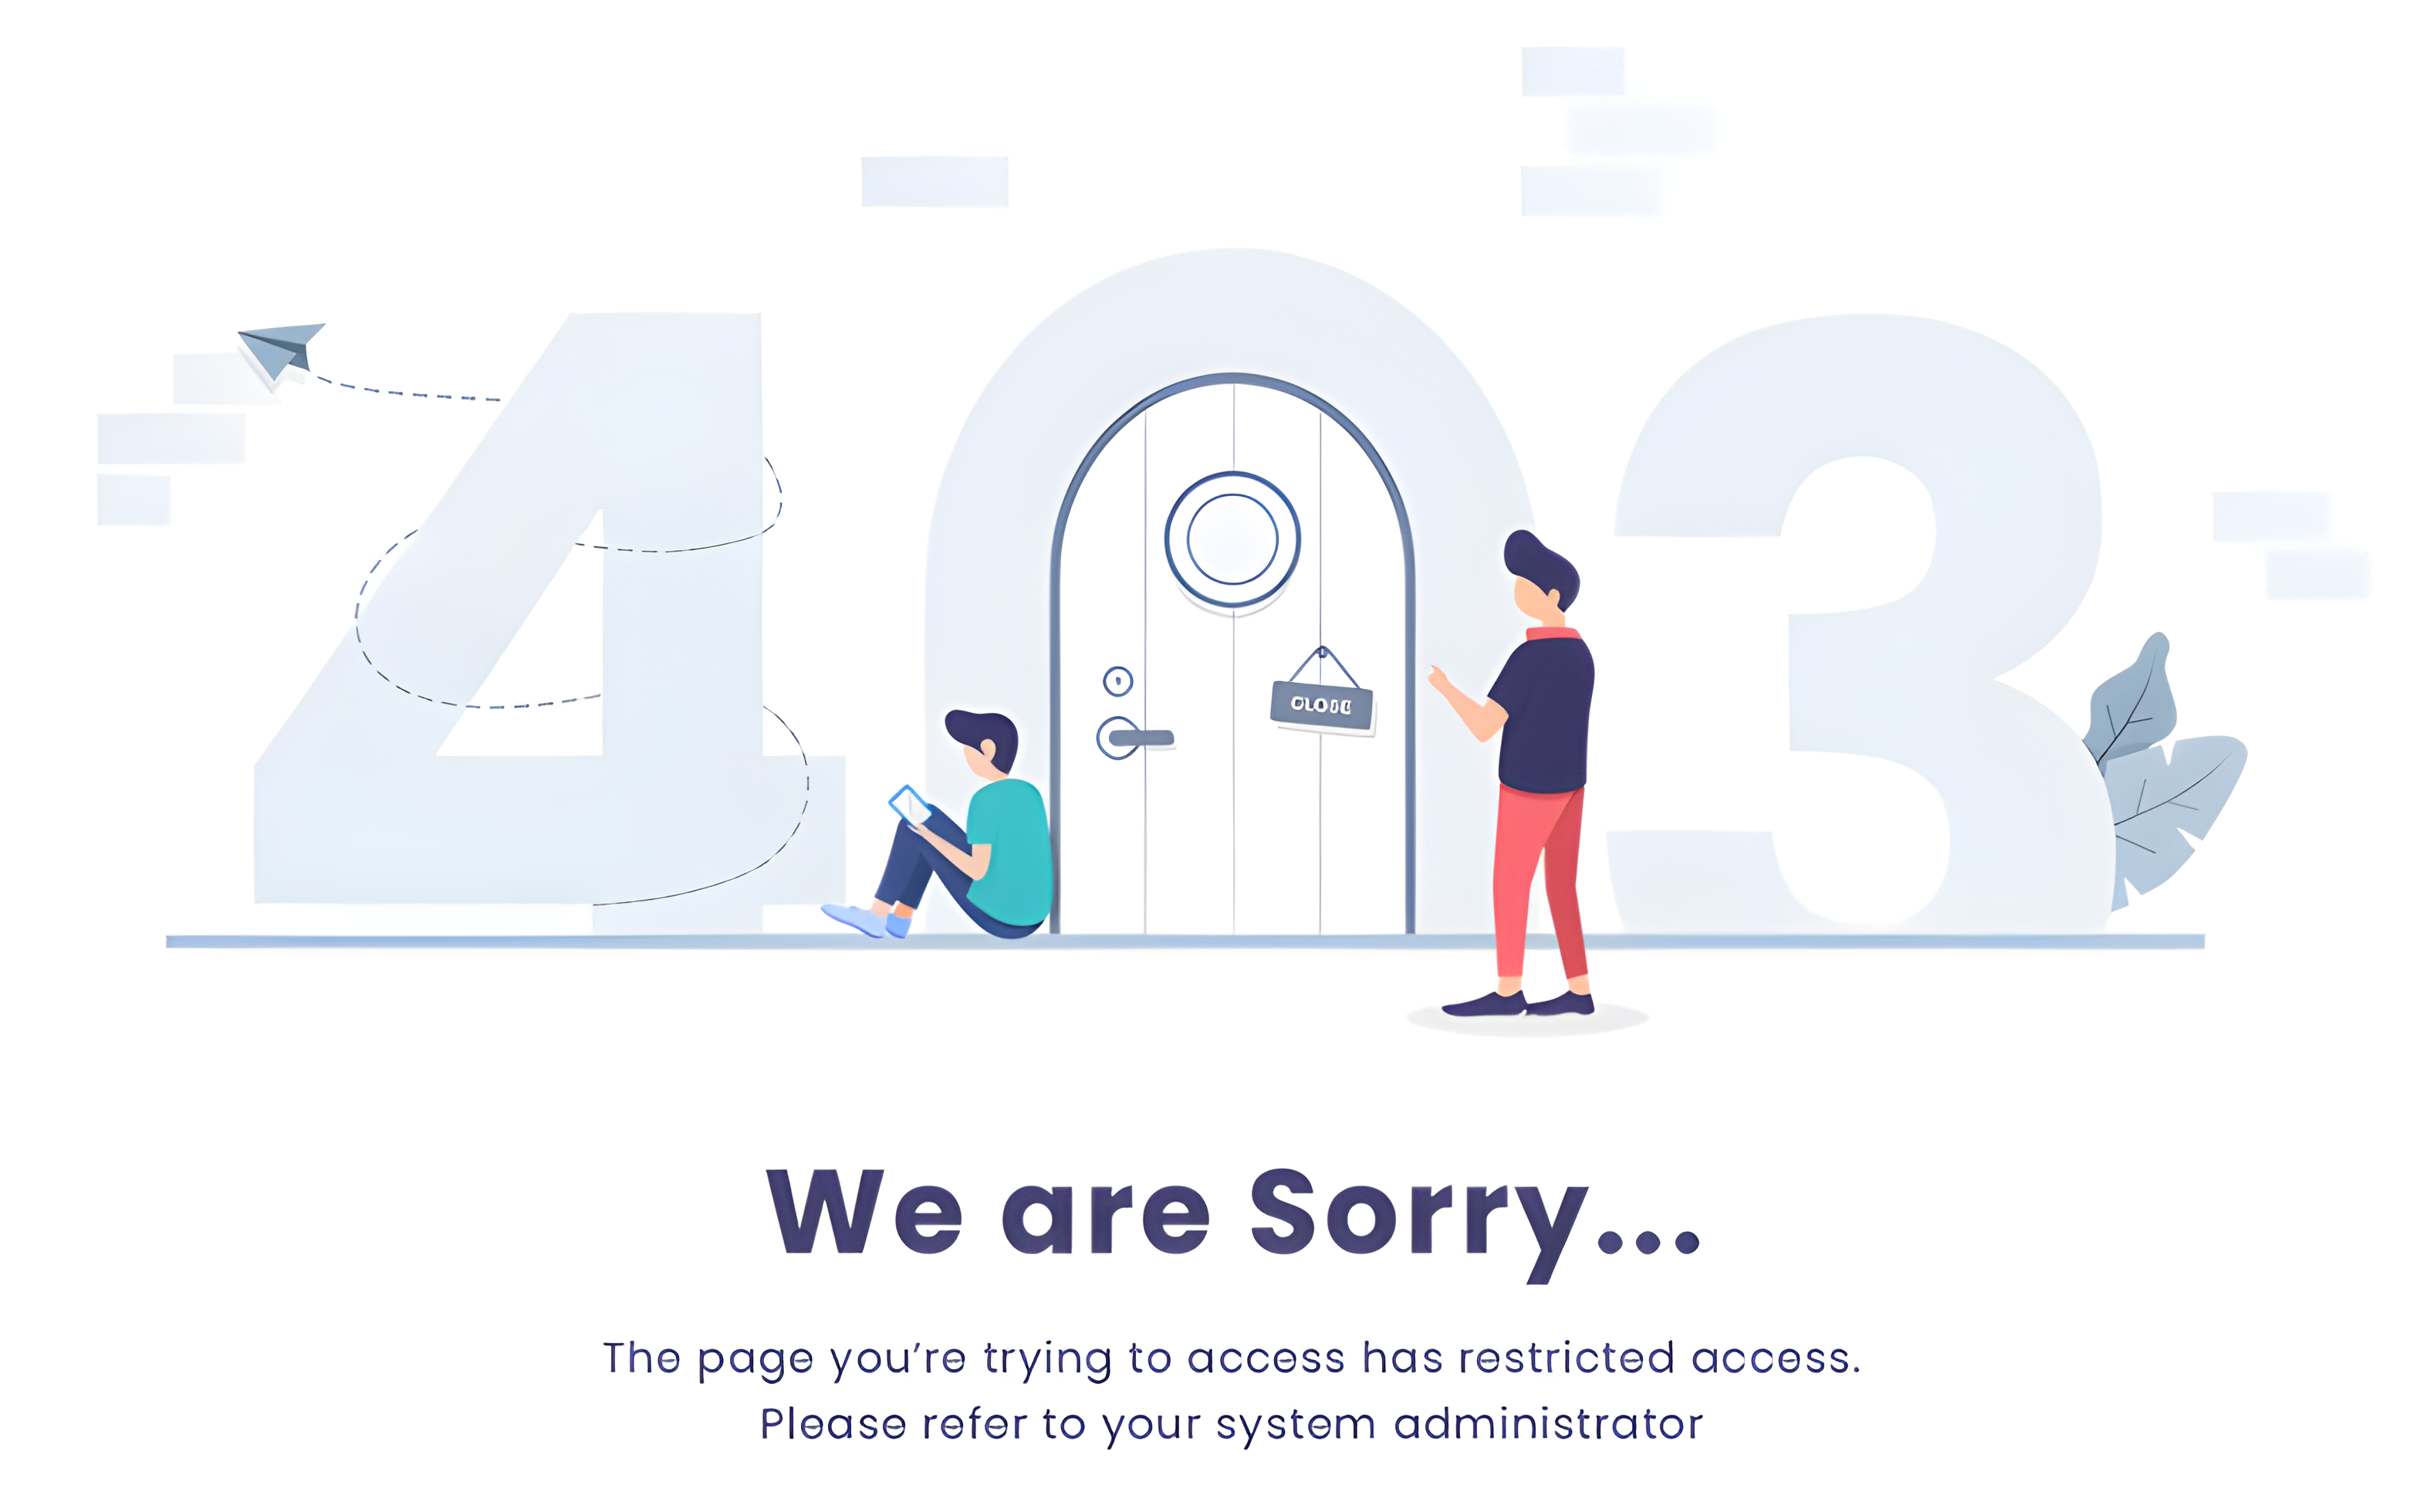 403
We are Sorry...
The page you're trying to access has restricted access.
Please refer to your system administrator